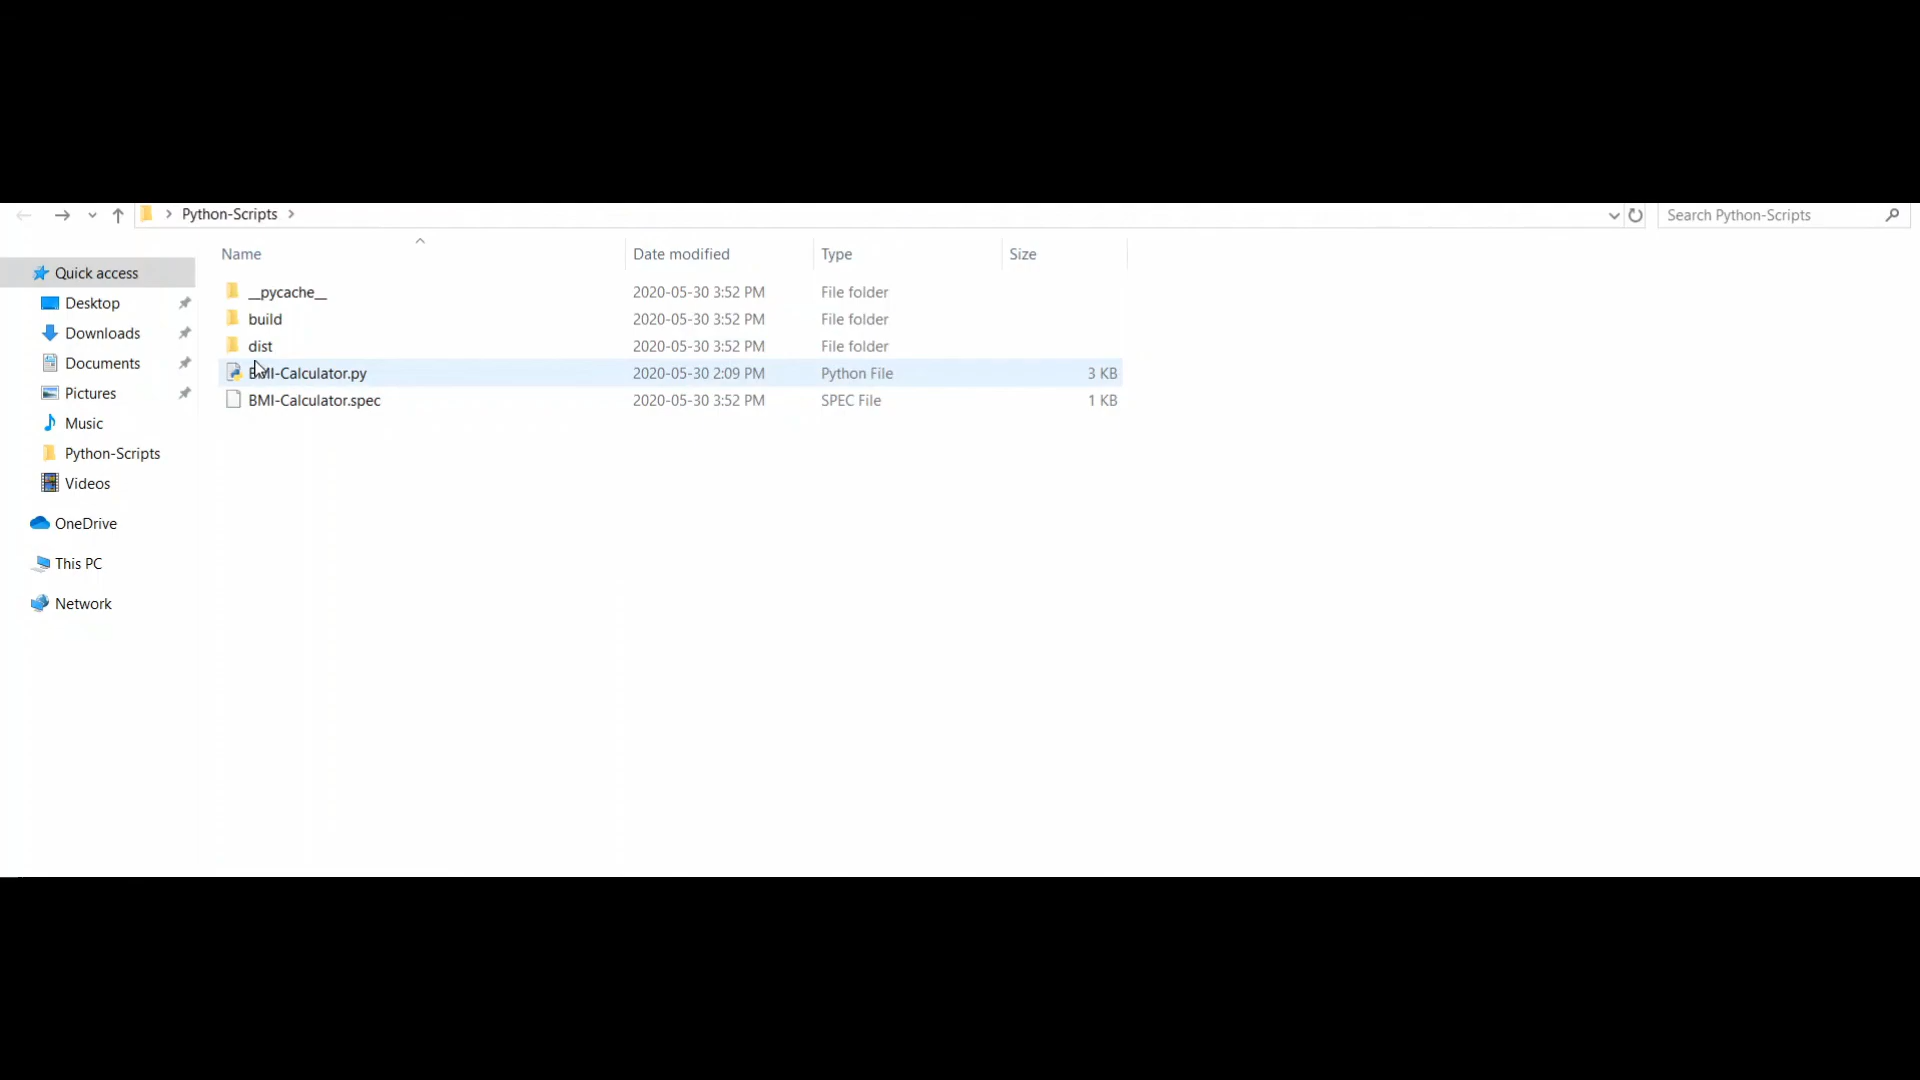 Python-Scripts
Search Python-Scripts
Name Date modified Type Size
Quick access
Desktop
Downloads
Documents
Pictures
Music
Python-Scripts
Videos
OneDrive
This PC
Network
__pycache__ 2020-05-30 3:52 PM File folder
build 2020-05-30 3:52 PM File folder
dist 2020-05-30 3:52 PM File folder
BMI-Calculator.py 2020-05-30 2:09 PM Python File 3 KB
BMI-Calculator.spec 2020-05-30 3:52 PM SPEC File 1 KB